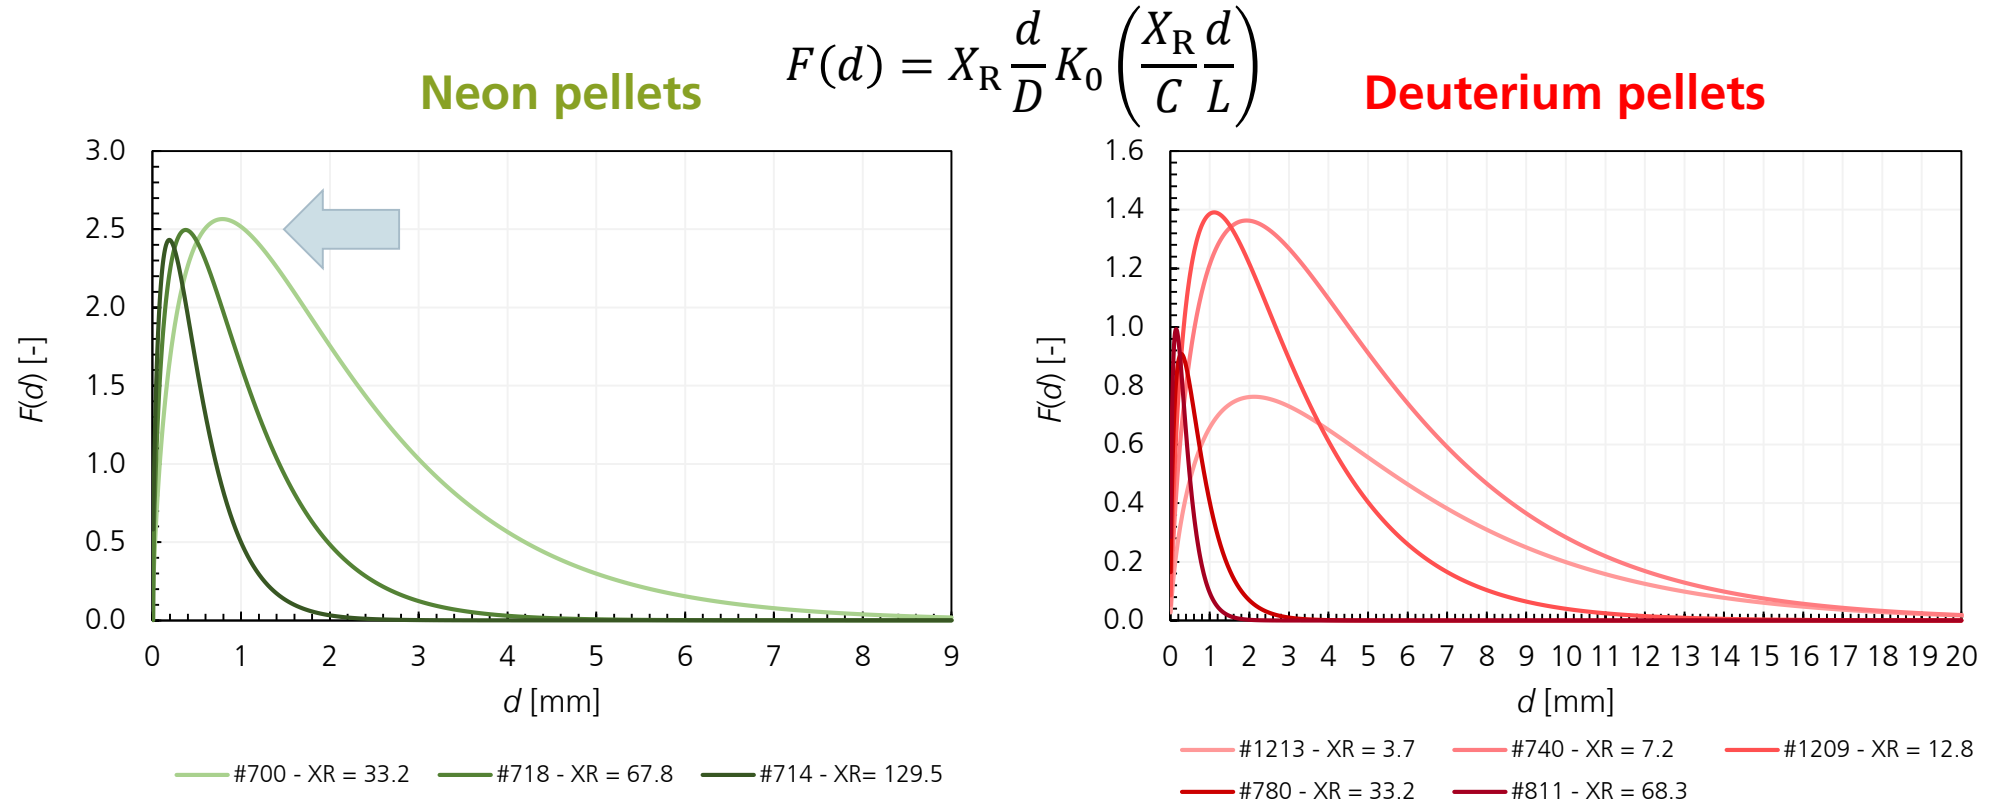 F(d) = X_R d/D K_0 (X_R/C d/L)
Neon pellets
Deuterium pellets
3.0
2.5
2.0
1.5
1.0
0.5
0.0
F(d) [-]
0 1 2 3 4 5 6 7 8 9
d [mm]
#700 - XR = 33.2 #718 - XR = 67.8 #714 - XR= 129.5
1.6
1.4
1.2
1.0
0.8
0.6
0.4
0.2
0.0
F(d) [-]
0 1 2 3 4 5 6 7 8 9 10 11 12 13 14 15 16 17 18 19 20
d [mm]
#1213 - XR = 3.7 #740 - XR = 7.2 #1209 - XR = 12.8
#780 - XR = 33.2 #811 - XR = 68.3